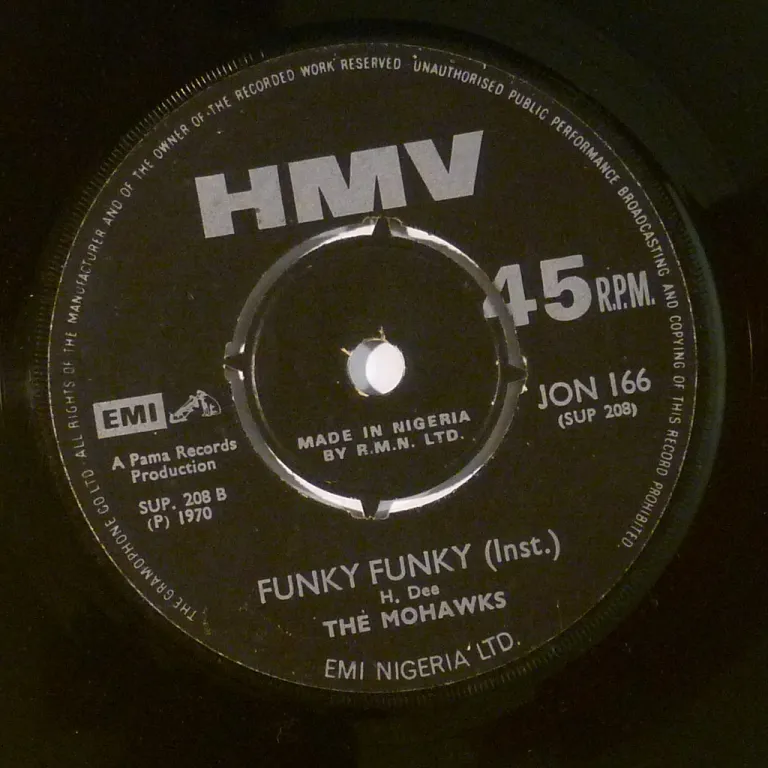 THE GRAMOPHONE CO LTD. ALL RIGHTS OF THE MANUFACTURER AND OF THE OWNER OF THE RECORDED WORK RESERVED UNAUTHORISED PUBLIC PERFORMANCE BROADCASTING AND COPYING OF THIS RECORD PROHIBITED.
HMV
45 R.P.M.
EMI
JON 166
(SUP 208)
MADE IN NIGERIA
BY R.M.N. LTD.
A Pama Records
Production
SUP. 208 B
(P) 1970
FUNKY FUNKY (Inst.)
H. Dee
THE MOHAWKS
EMI NIGERIA LTD.